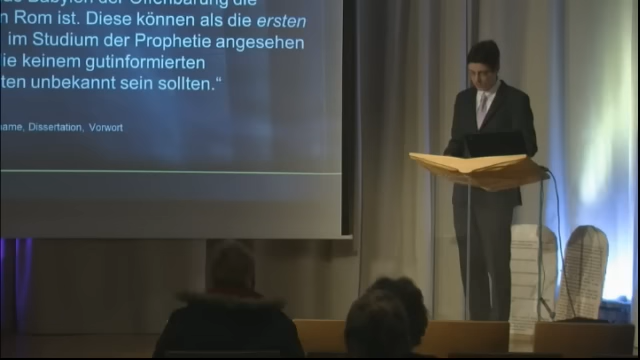 Babylon der Offenbarung die
n Rom ist. Diese können als die ersten
im Studium der Prophetie angesehen
ie keinem gutinformierten
ten unbekannt sein sollten.“
name, Dissertation, Vorwort